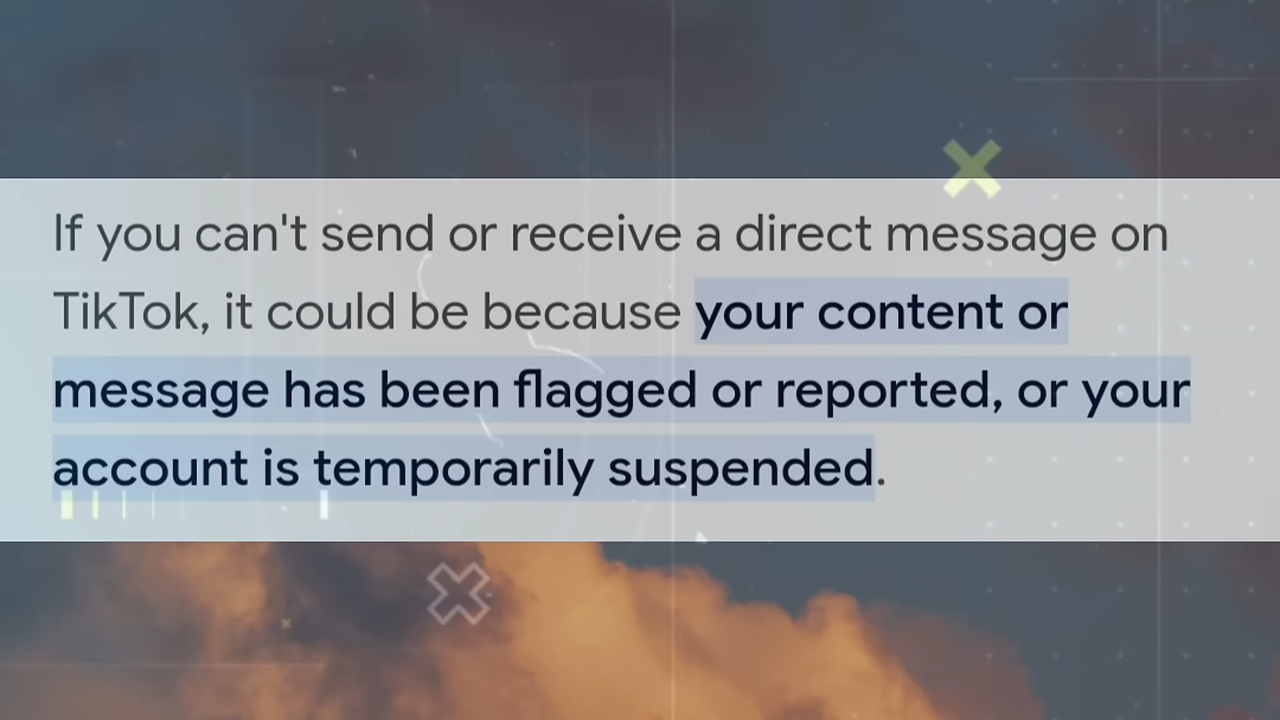 If you can't send or receive a direct message on
TikTok, it could be because your content or
message has been flagged or reported, or your
account is temporarily suspended.